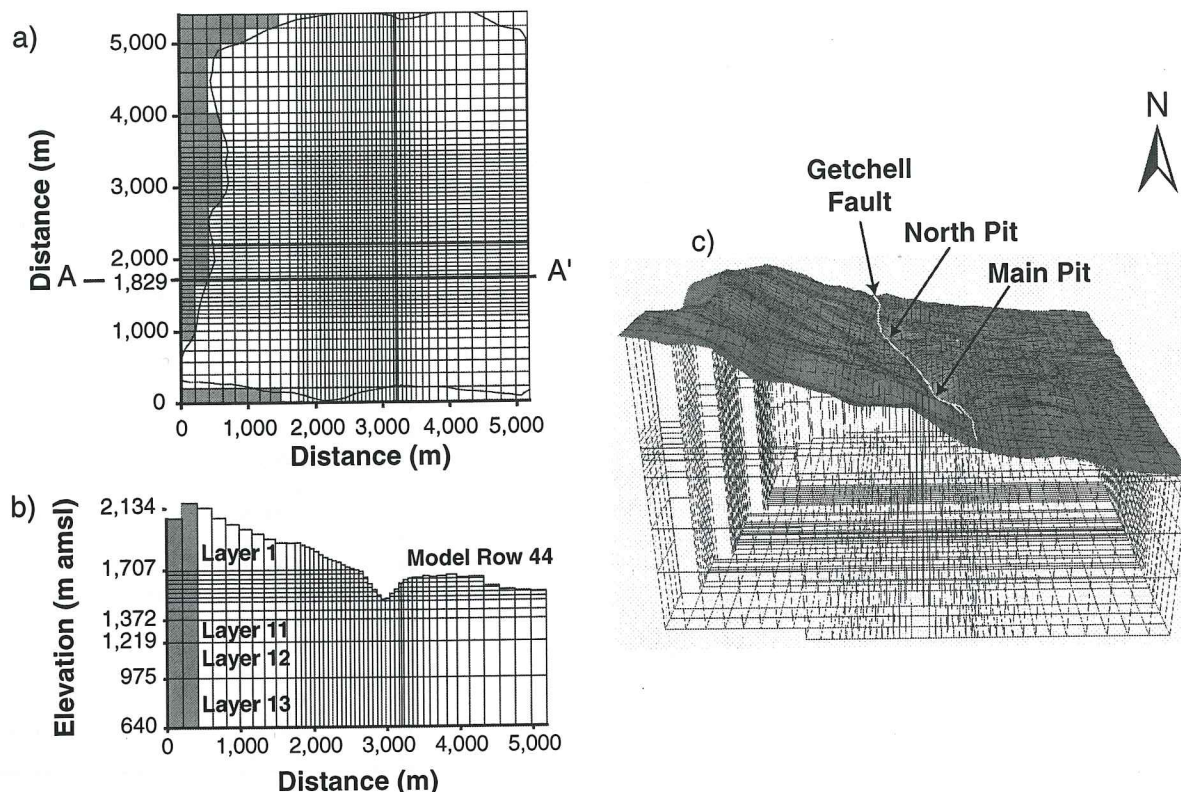 a)
5,000
4,000
3,000
2,000
1,829
1,000
0
Distance (m)
A
A'
0 1,000 2,000 3,000 4,000 5,000
Distance (m)
b)
2,134
1,707
1,372
1,219
975
640
Elevation (m amsl)
Layer 1
Model Row 44
Layer 11
Layer 12
Layer 13
0 1,000 2,000 3,000 4,000 5,000
Distance (m)
c)
N
Getchell
Fault
North Pit
Main Pit